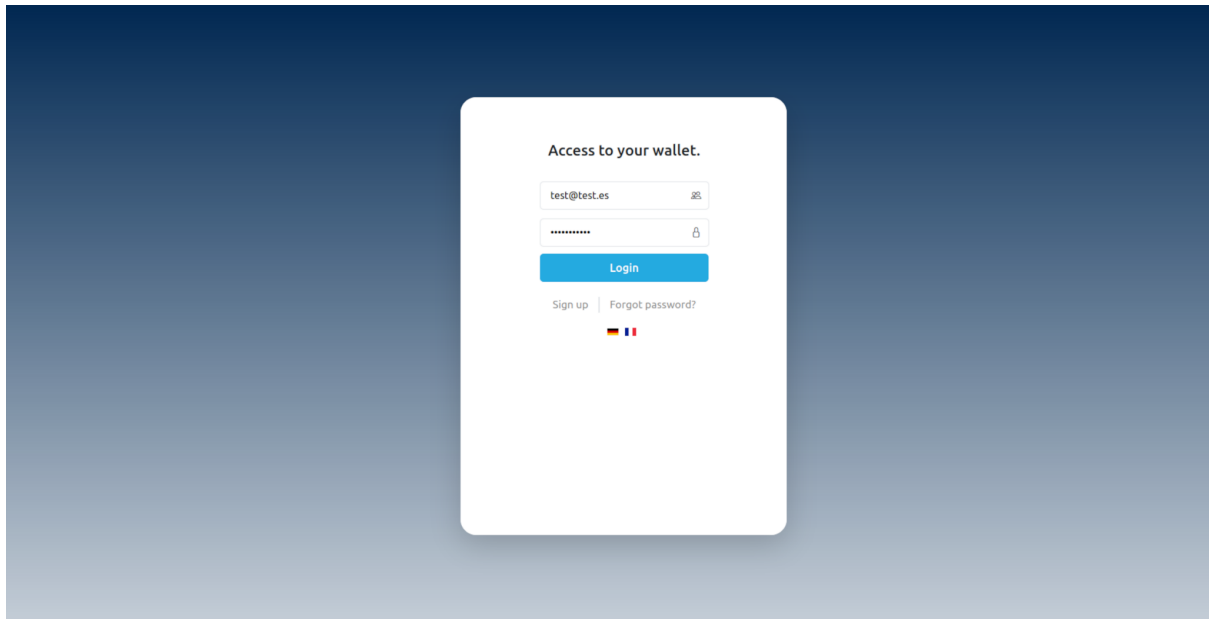 Access to your wallet.
test@test.es
•••••••••••
Login
Sign up | Forgot password?